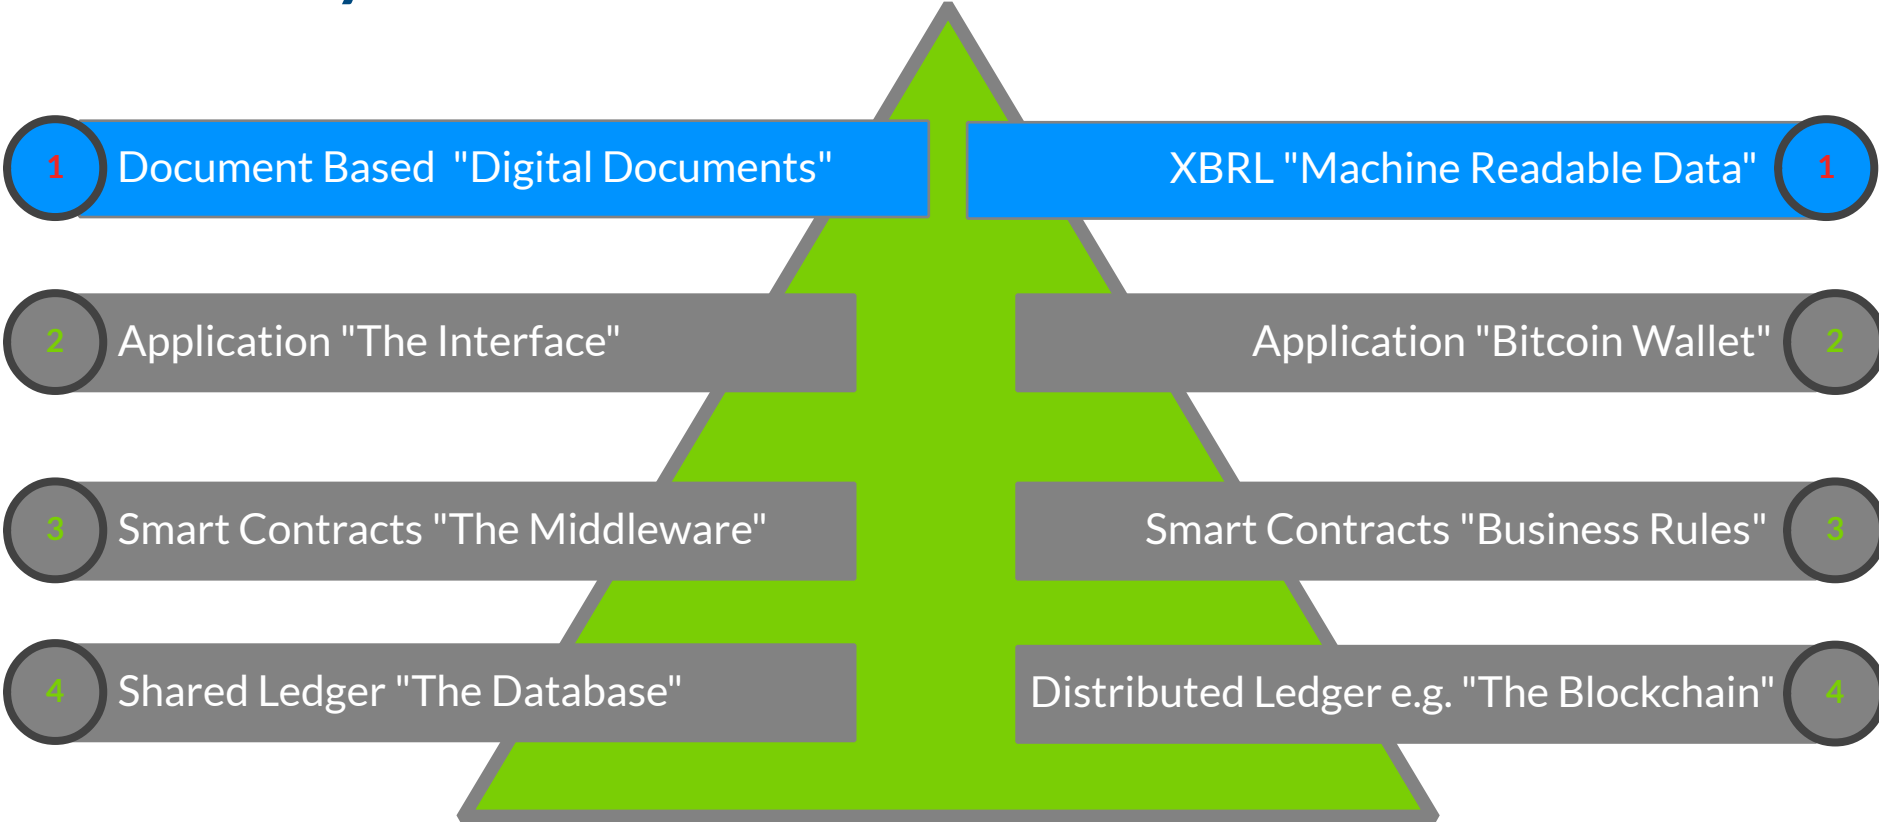 1 Document Based "Digital Documents"
XBRL "Machine Readable Data" 1
2 Application "The Interface"
Application "Bitcoin Wallet" 2
3 Smart Contracts "The Middleware"
Smart Contracts "Business Rules" 3
4 Shared Ledger "The Database"
Distributed Ledger e.g. "The Blockchain" 4